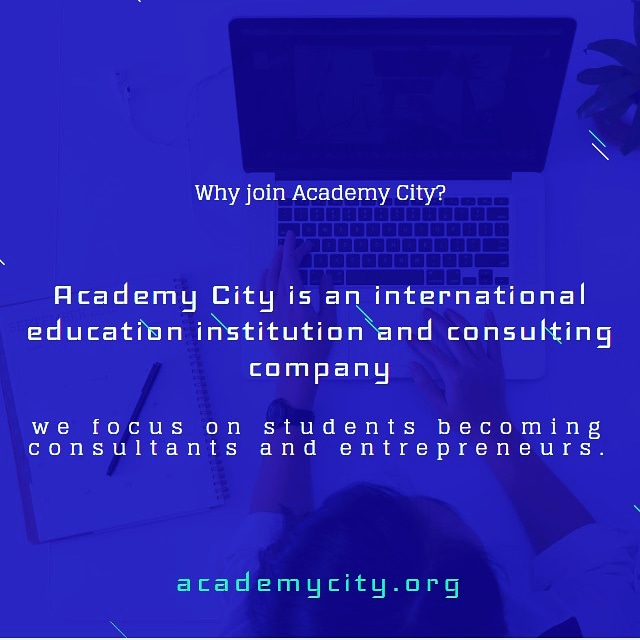 Why join Academy City?
Academy City is an international
education institution and consulting
company
we focus on students becoming
consultants and entrepreneurs.
academycity.org